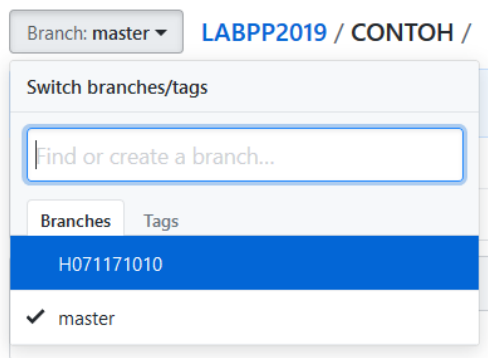 Branch: master LABPP2019 / CONTOH /
Switch branches/tags
Find or create a branch...
Branches Tags
H071171010
master